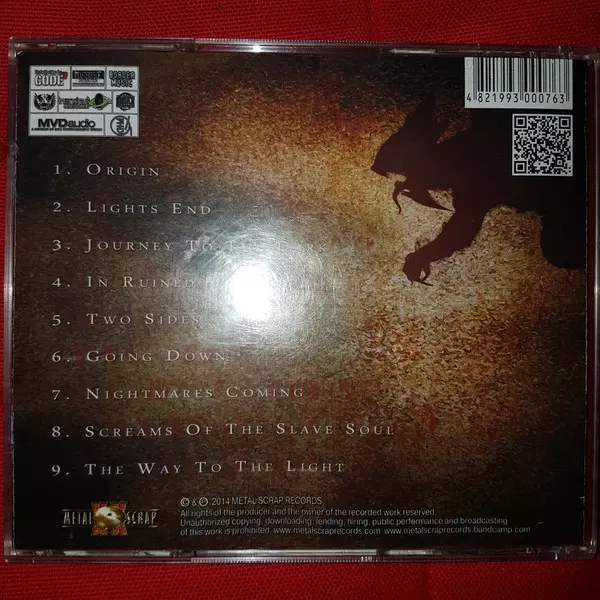 CODE
BORDER MUSIC
MVDaudio
4 821993 000763
1. ORIGIN
2. LIGHTS END
3. JOURNEY TO
4. IN RUINED
5. TWO SIDES
6. GOING DOWN
7. NIGHTMARES COMING
8. SCREAMS OF THE SLAVE SOUL
9. THE WAY TO THE LIGHT
METAL SCRAP
© & ℗ 2014 METAL SCRAP RECORDS
All rights of the producer and the owner of the recorded work reserved.
Unauthorized copying, downloading, lending, hiring, public performance and broadcasting
of this work is prohibited. www.metalscraprecords.com, www.metalscraprecords.bandcamp.com